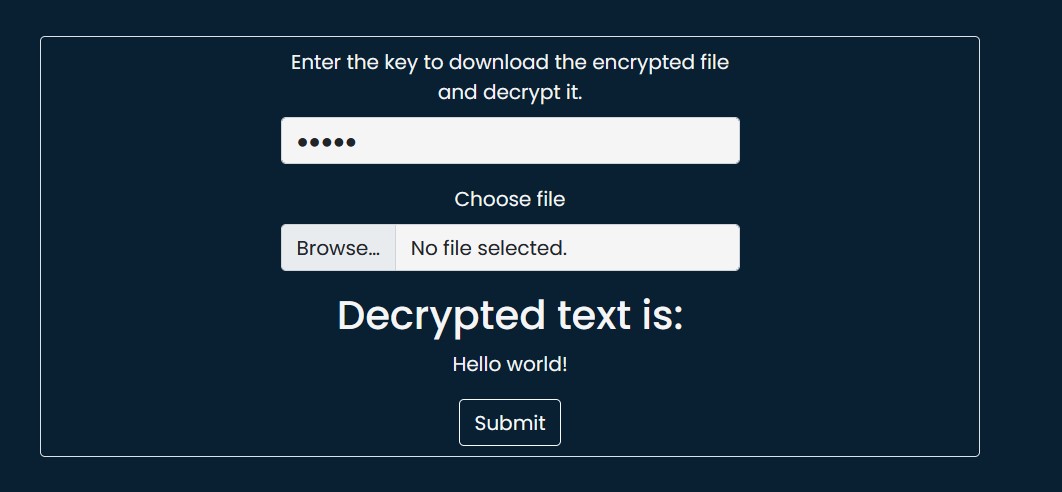 Enter the key to download the encrypted file
and decrypt it.
●●●●●
Choose file
Browse... No file selected.
Decrypted text is:
Hello world!
Submit